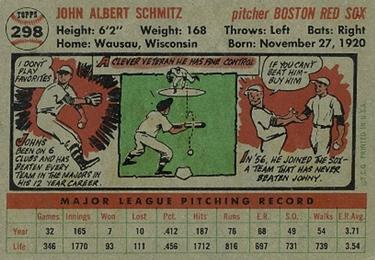 TOPPS
298
JOHN ALBERT SCHMITZ
pitcher BOSTON RED SOX
Height: 6'2" Weight: 168
Throws: Left Bats: Right
Home: Wausau, Wisconsin
Born: November 27, 1920
I DON'T
PLAY
FAVORITES
JOHN'S
BEEN ON 6
CLUBS AND HAS
BEATEN EVERY
TEAM IN THE MAJORS IN
HIS 12 YEAR CAREER.
A CLEVER VETERAN HE HAS FINE CONTROL
IF YOU CAN'T
BEAT HIM-
BUY HIM
IN '56, HE JOINED THE SOX-
A TEAM THAT HAS NEVER
BEATEN JOHNY.
PRINTED IN U.S.A.
MAJOR LEAGUE PITCHING RECORD
Games Innings Won Lost Pct. Hits Runs E.R. S.O. Walks E.R. Avg.
Year 32 165 7 10 .412 187 76 68 49 54 3.71
Life 346 1770 93 111 .456 1712 816 697 731 739 3.54